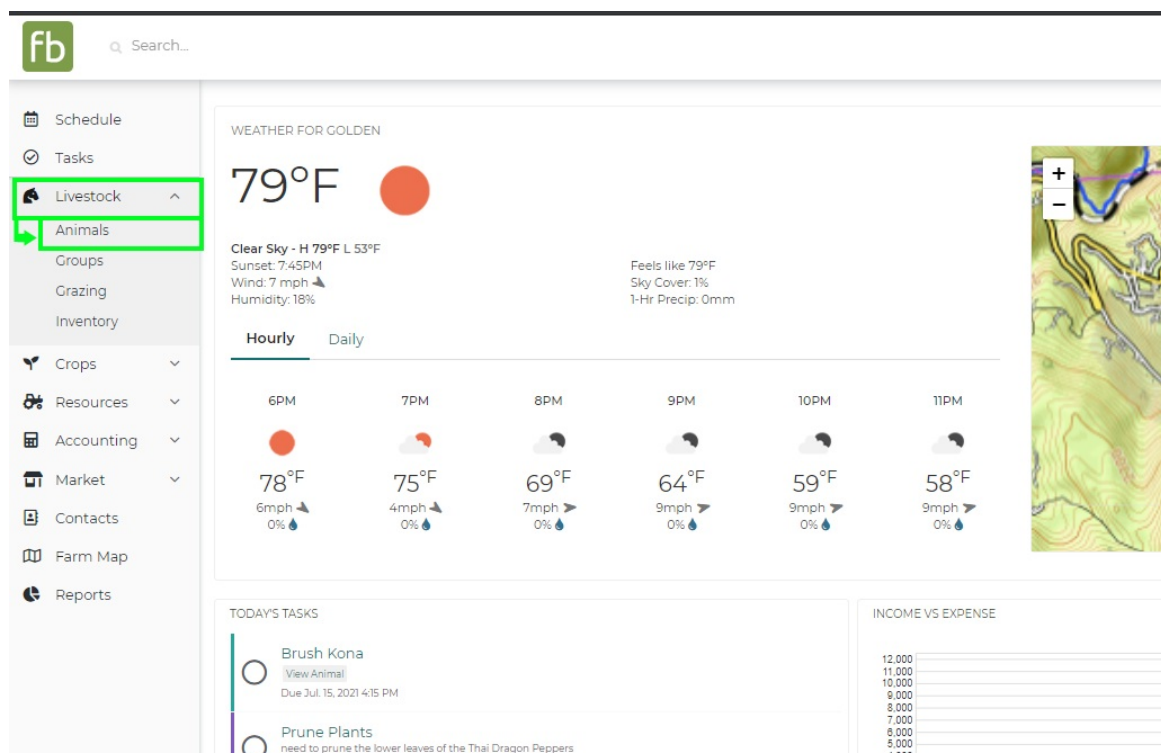 fb
Search...
Schedule
Tasks
Livestock
Animals
Groups
Grazing
Inventory
Crops
Resources
Accounting
Market
Contacts
Farm Map
Reports
WEATHER FOR GOLDEN
79°F
Clear Sky - H 79°F L 53°F
Sunset: 7:45PM
Wind: 7 mph
Humidity: 18%
Feels like 79°F
Sky Cover: 1%
1-Hr Precip: 0mm
+
−
Hourly Daily
6PM 7PM 8PM 9PM 10PM 11PM
78°F 75°F 69°F 64°F 59°F 58°F
6mph 4mph 7mph 9mph 9mph 9mph
0% 0% 0% 0% 0% 0%
TODAY'S TASKS
Brush Kona
View Animal
Due Jul. 15, 2021 4:15 PM
Prune Plants
need to prune the lower leaves of the Thai Dragon Peppers
INCOME VS EXPENSE
12,000
11,000
10,000
9,000
8,000
7,000
6,000
5,000